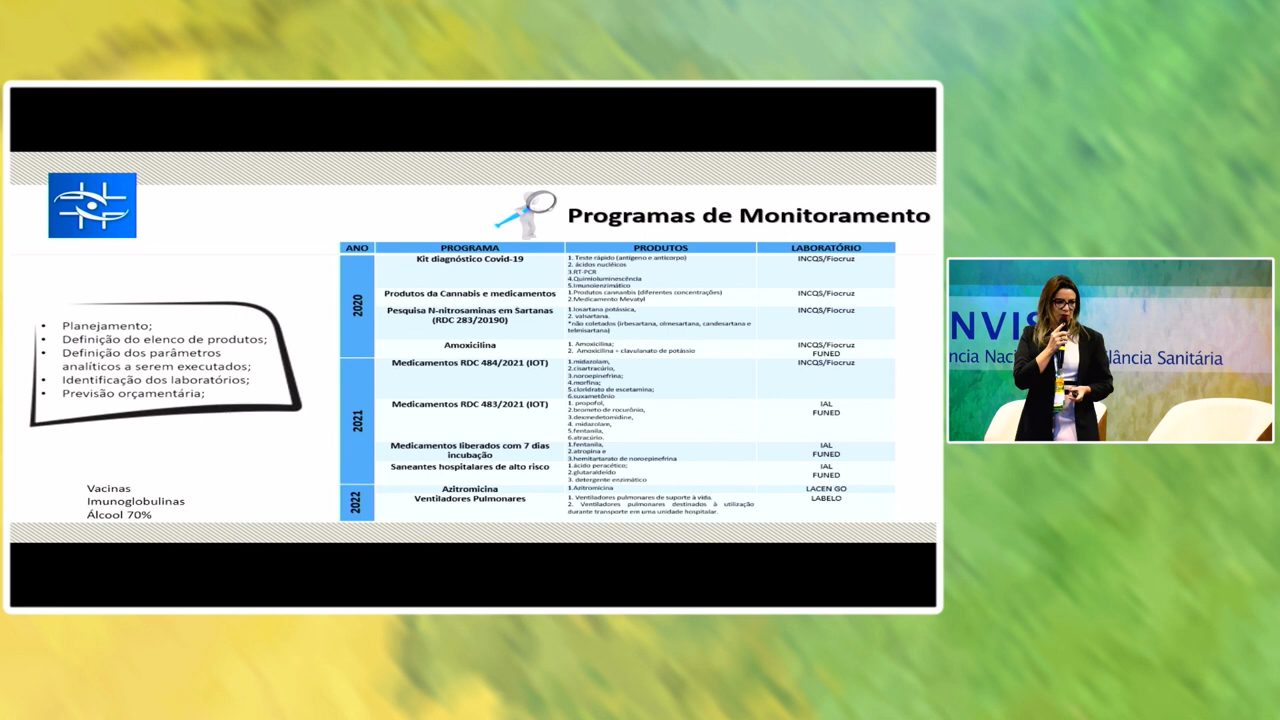 Programas de Monitoramento
ANO PROGRAMA PRODUTOS LABORATÓRIO
2020
Kit diagnóstico Covid-19
1. Teste rápido (antígeno e anticorpo)
2. ácidos nucléicos
3.RT-PCR
4.Quimioluminescência
5.Imunoenzimático
INCQS/Fiocruz
Produtos da Cannabis e medicamentos
1.Produtos cannanbis (diferentes concentrações)
2.Medicamento Mevatyl
INCQS/Fiocruz
Pesquisa N-nitrosaminas em Sartanas
(RDC 283/20190)
1.losartana potássica,
2. valsartana.
*não coletados (irbesartana, olmesartana, candesartana e
telmisartana)
INCQS/Fiocruz
Amoxicilina
1. Amoxicilina;
2. Amoxicilina + clavulanato de potássio
INCQS/Fiocruz
FUNED
2021
Medicamentos RDC 484/2021 (IOT)
1.midazolam,
2.cisartracário,
3.noroepinefrina;
4.morfina;
5.cloridrato de escetamina;
6.suxametônio
INCQS/Fiocruz
Medicamentos RDC 483/2021 (IOT)
1. propofol,
2.brometo de rocurônio,
3.dexmedetomidine,
4. midazolam,
5.fentanila,
6.atracúrio.
IAL
FUNED
Medicamentos liberados com 7 dias
incubação
1.fentanila,
2.atropina e
3.hemitartarato de noroepinefrina
IAL
FUNED
Saneantes hospitalares de alto risco
1.ácido peracético;
2.glutaraldeído
3. detergente enzimático
IAL
FUNED
2022
Azitromicina
1.Azitromicina
LACEN GO
Ventiladores Pulmonares
1. Ventiladores pulmonares de suporte à vida.
2. Ventiladores pulmonares destinados à utilização
durante transporte em uma unidade hospitalar.
LABELO
• Planejamento;
• Definição do elenco de produtos;
• Definição dos parâmetros
analíticos a serem executados;
• Identificação dos laboratórios;
• Previsão orçamentária;
Vacinas
Imunoglobulinas
Álcool 70%
NVIS
ncia Nac lância Sanitária